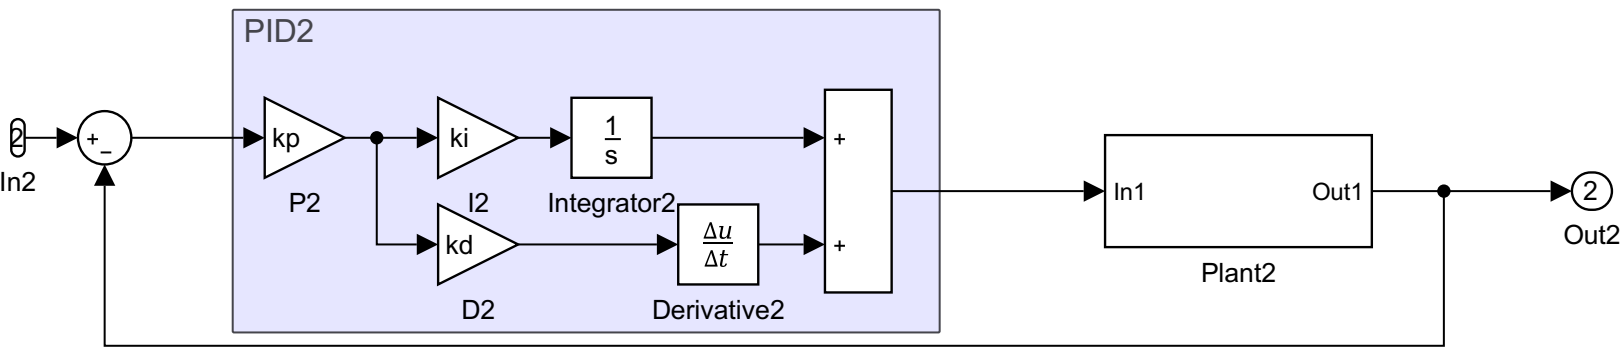 PID2
2
In2
+
−
kp
P2
ki
I2
1
s
Integrator2
kd
D2
Δu
Δt
Derivative2
+
+
In1
Out1
Plant2
2
Out2